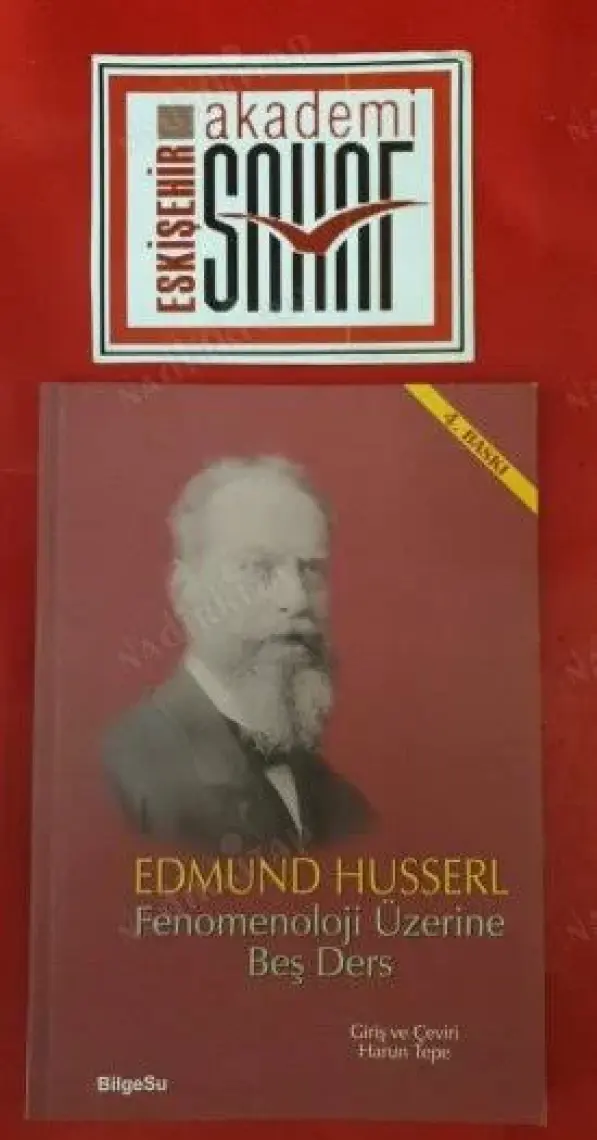 ESKİŞEHİR
akademi
SAHAF
4. BASKI
EDMUND HUSSERL
Fenomenoloji Üzerine
Beş Ders
Giriş ve Çeviri
Harun Tepe
BilgeSu